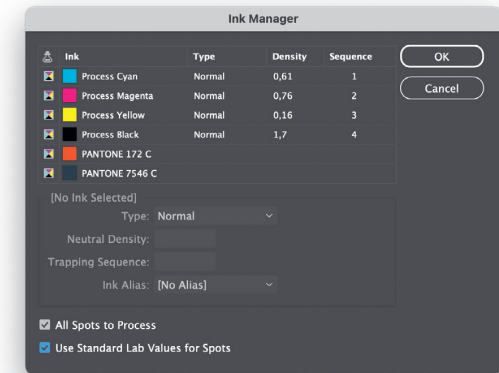 Ink Manager
Ink Type Density Sequence
OK
Process Cyan Normal 0,61 1
Cancel
Process Magenta Normal 0,76 2
Process Yellow Normal 0,16 3
Process Black Normal 1,7 4
PANTONE 172 C
PANTONE 7546 C
[No Ink Selected]
Type: Normal
Neutral Density:
Trapping Sequence:
Ink Alias: [No Alias]
All Spots to Process
Use Standard Lab Values for Spots